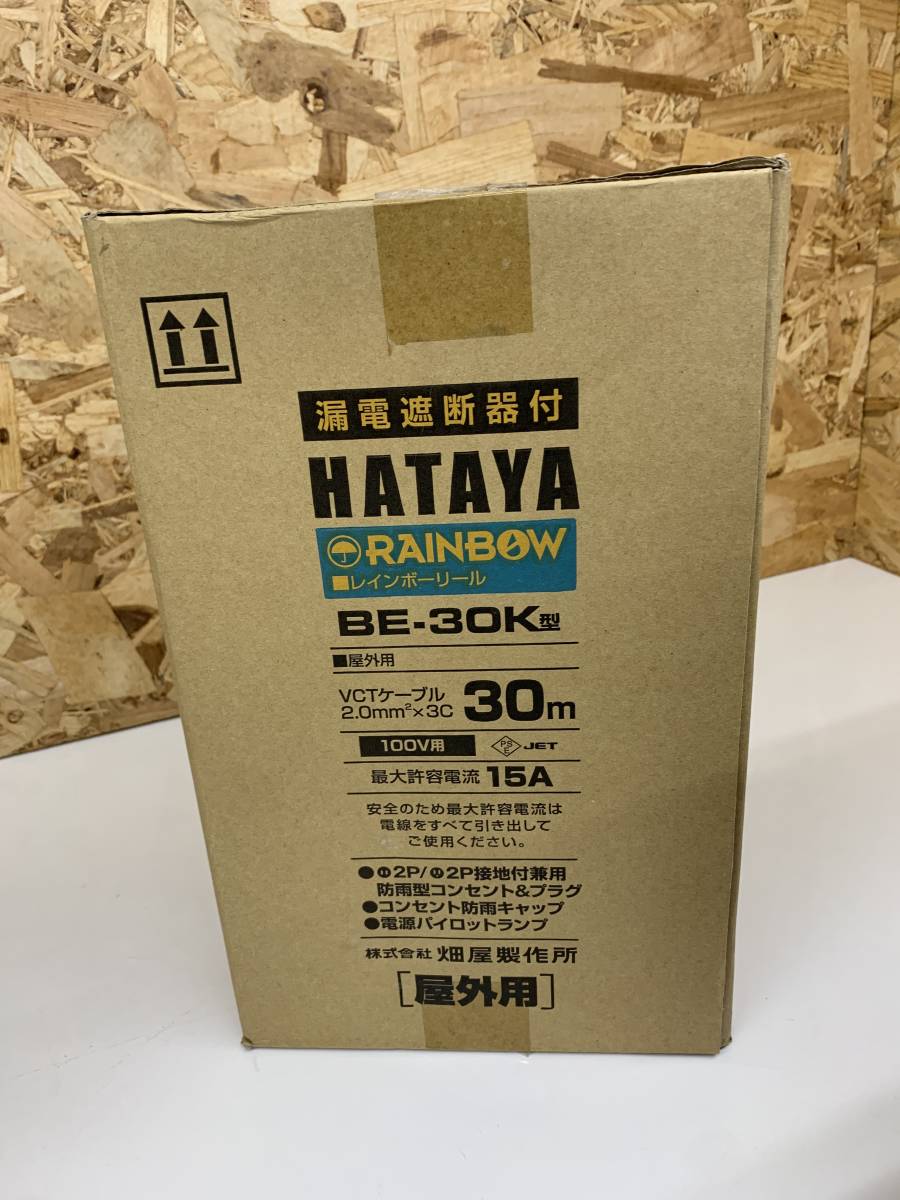 漏電遮断器付
HATAYA
RAINBOW
■レインボーリール
BE-30K型
■屋外用
VCTケーブル
2.0mm²×3C 30m
100V用 PSE JET
最大許容電流 15A
安全のため最大許容電流は
電線をすべて引き出して
ご使用ください。
●2P/2P接地付兼用
防雨型コンセント&プラグ
●コンセント防雨キャップ
●電源パイロットランプ
株式会社 畑屋製作所
[屋外用]